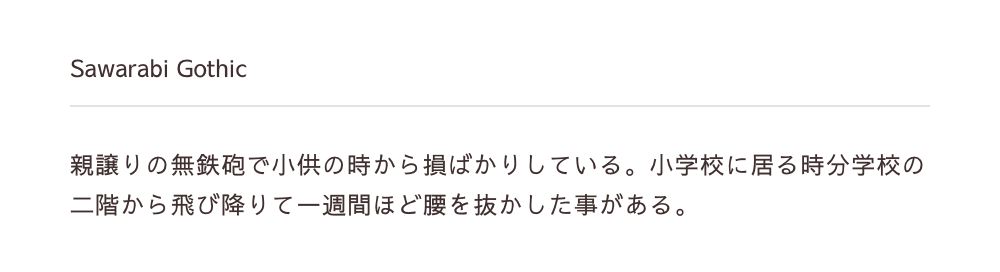 Sawarabi Gothic
親譲りの無鉄砲で小供の時から損ばかりしている。小学校に居る時分学校の
二階から飛び降りて一週間ほど腰を抜かした事がある。